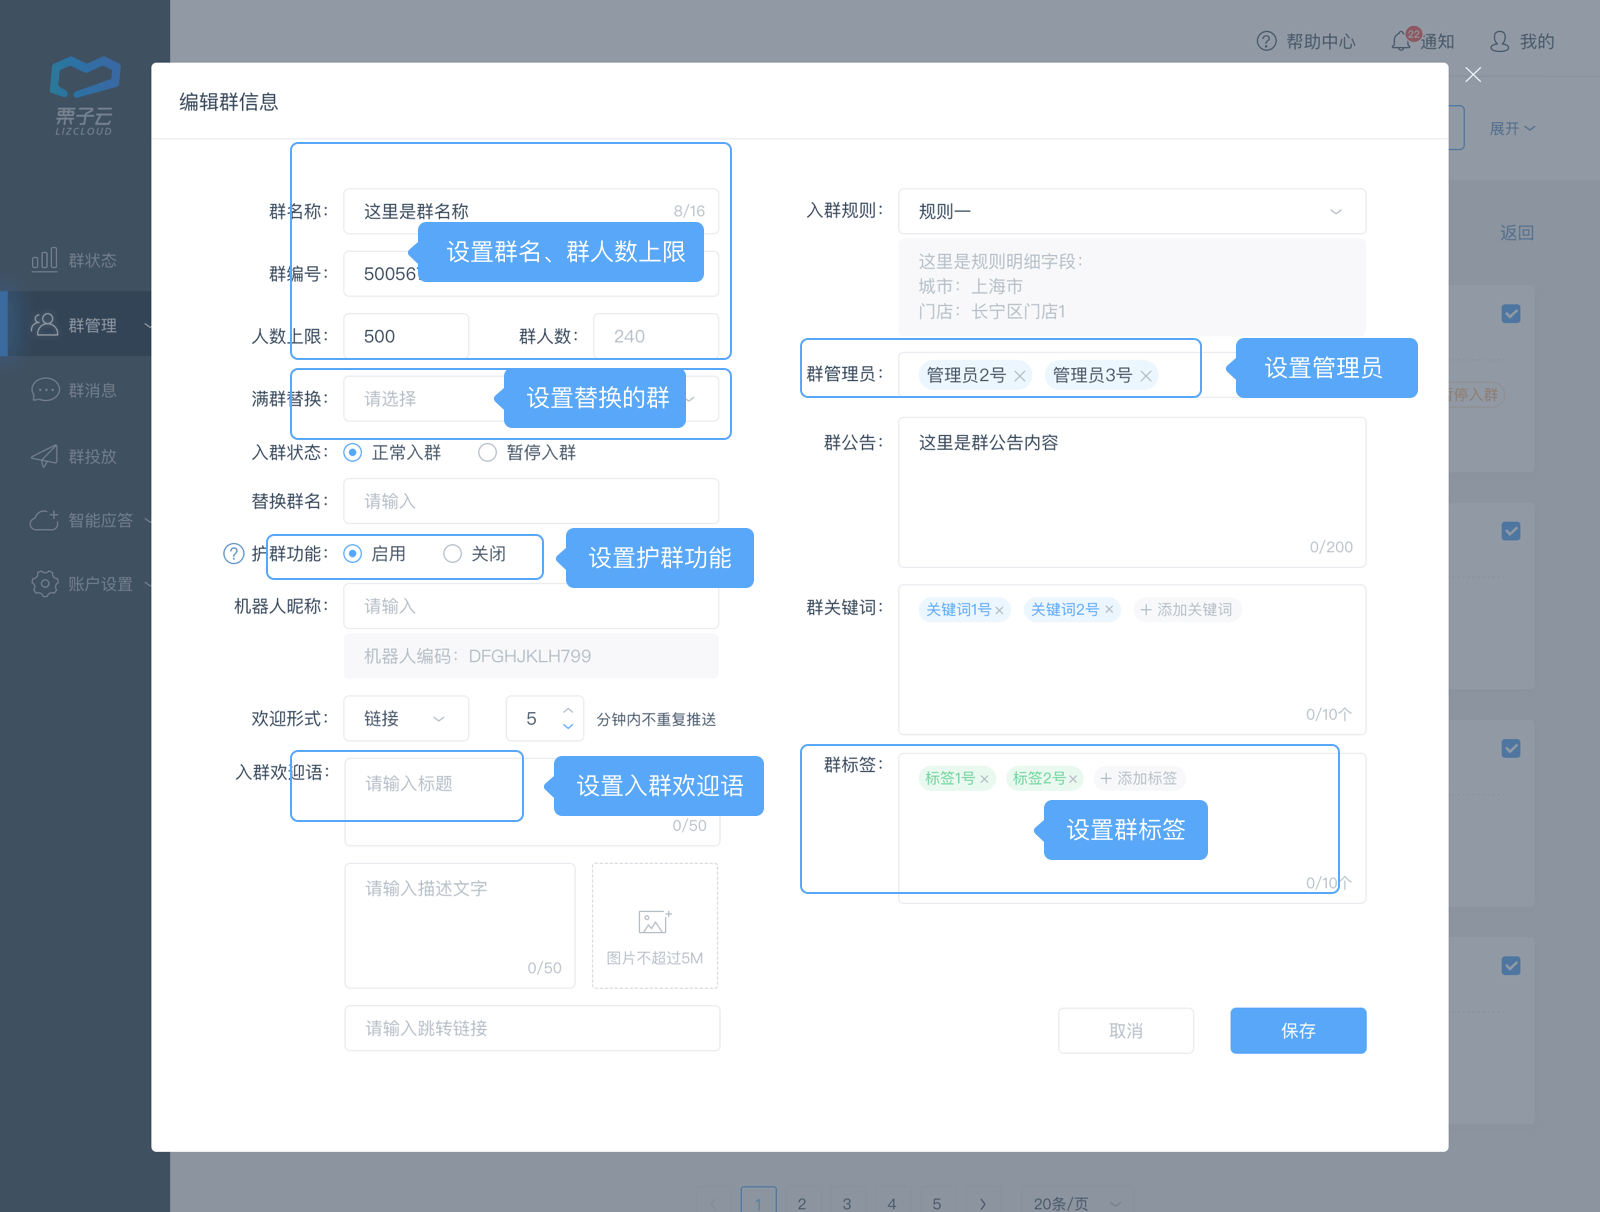 帮助中心
22
通知
我的
栗子云
LIZCLOUD
展开
返回
群状态
群管理
群消息
群投放
智能应答
账户设置
编辑群信息
群名称：
这里是群名称
8/16
设置群名、群人数上限
群编号：
50056
人数上限：
500
群人数：
240
满群替换：
请选择
设置替换的群
入群状态：
正常入群
暂停入群
替换群名：
请输入
? 护群功能：
启用
关闭
设置护群功能
机器人昵称：
请输入
机器人编码：DFGHJKLH799
欢迎形式：
链接
5
分钟内不重复推送
入群欢迎语：
请输入标题
设置入群欢迎语
0/50
请输入描述文字
0/50
图片不超过5M
请输入跳转链接
入群规则：
规则一
这里是规则明细字段：
城市：上海市
门店：长宁区门店1
群管理员：
管理员2号 ×
管理员3号 ×
设置管理员
停入群
群公告：
这里是群公告内容
0/200
群关键词：
关键词1号 ×
关键词2号 ×
+ 添加关键词
0/10个
群标签：
标签1号 ×
标签2号 ×
+ 添加标签
设置群标签
0/10个
取消
保存
1 2 3 4 5
20条/页